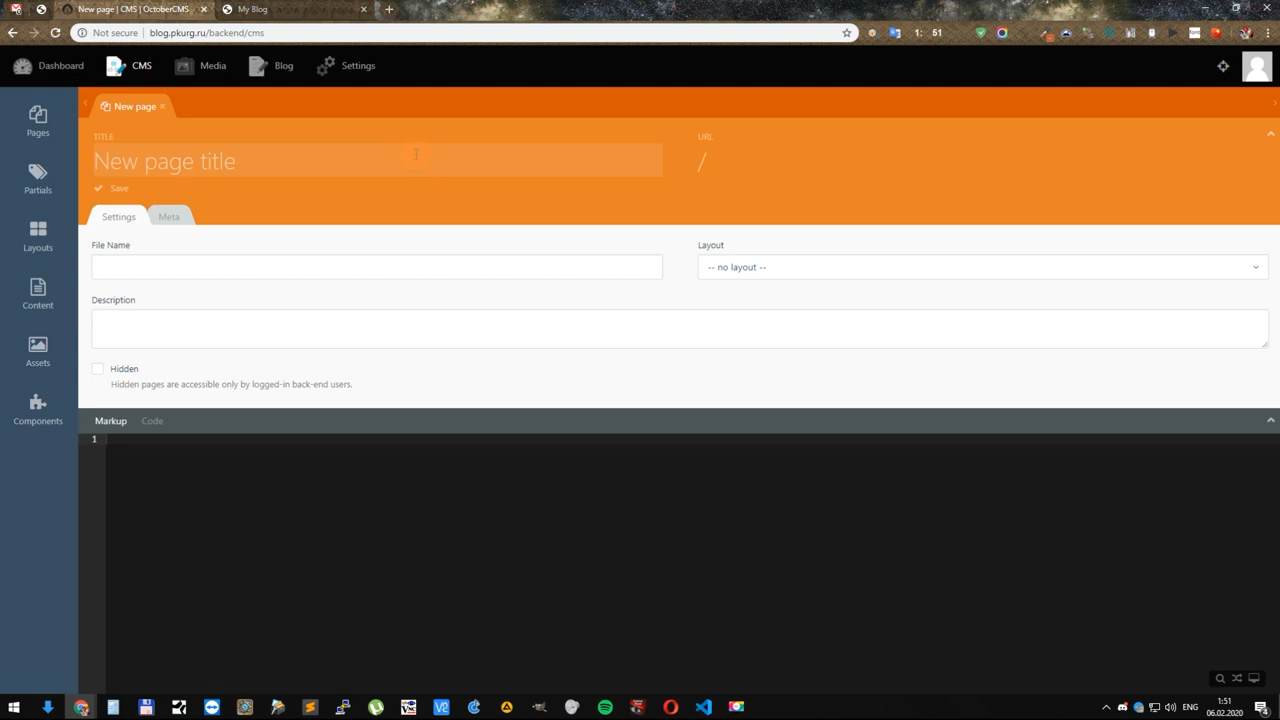 New page | CMS | OctoberCMS
My Blog
Not secure | blog.pkurg.ru/backend/cms
1: 51
Dashboard
CMS
Media
Blog
Settings
New page
Pages
Partials
Layouts
Content
Assets
Components
TITLE
New page title
URL
/
Save
Settings
Meta
File Name
Layout
-- no layout --
Description
Hidden
Hidden pages are accessible only by logged-in back-end users.
Markup
Code
1
ENG
1:51
06.02.2020